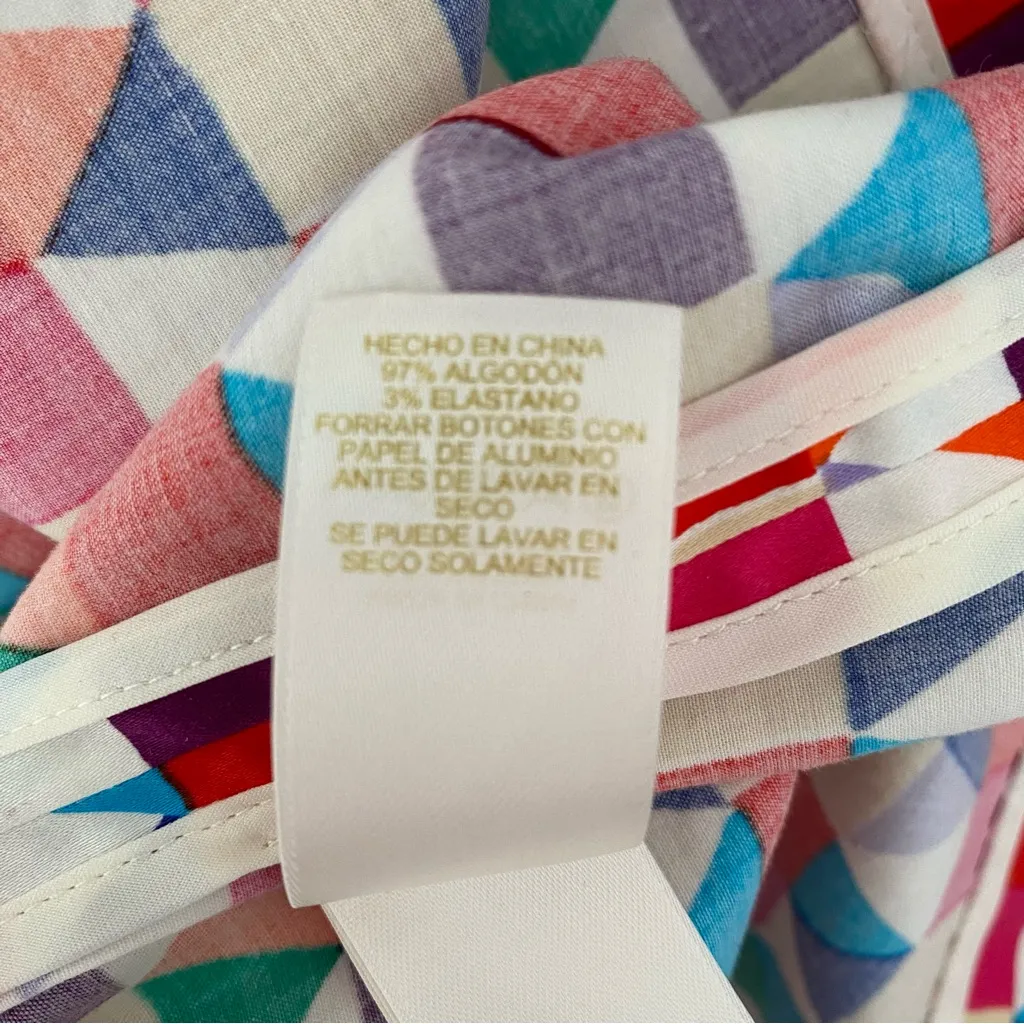 HECHO EN CHINA
97% ALGODÓN
3% ELASTANO
FORRAR BOTONES CON
PAPEL DE ALUMINIO
ANTES DE LAVAR EN
SECO
SE PUEDE LAVAR EN
SECO SOLAMENTE